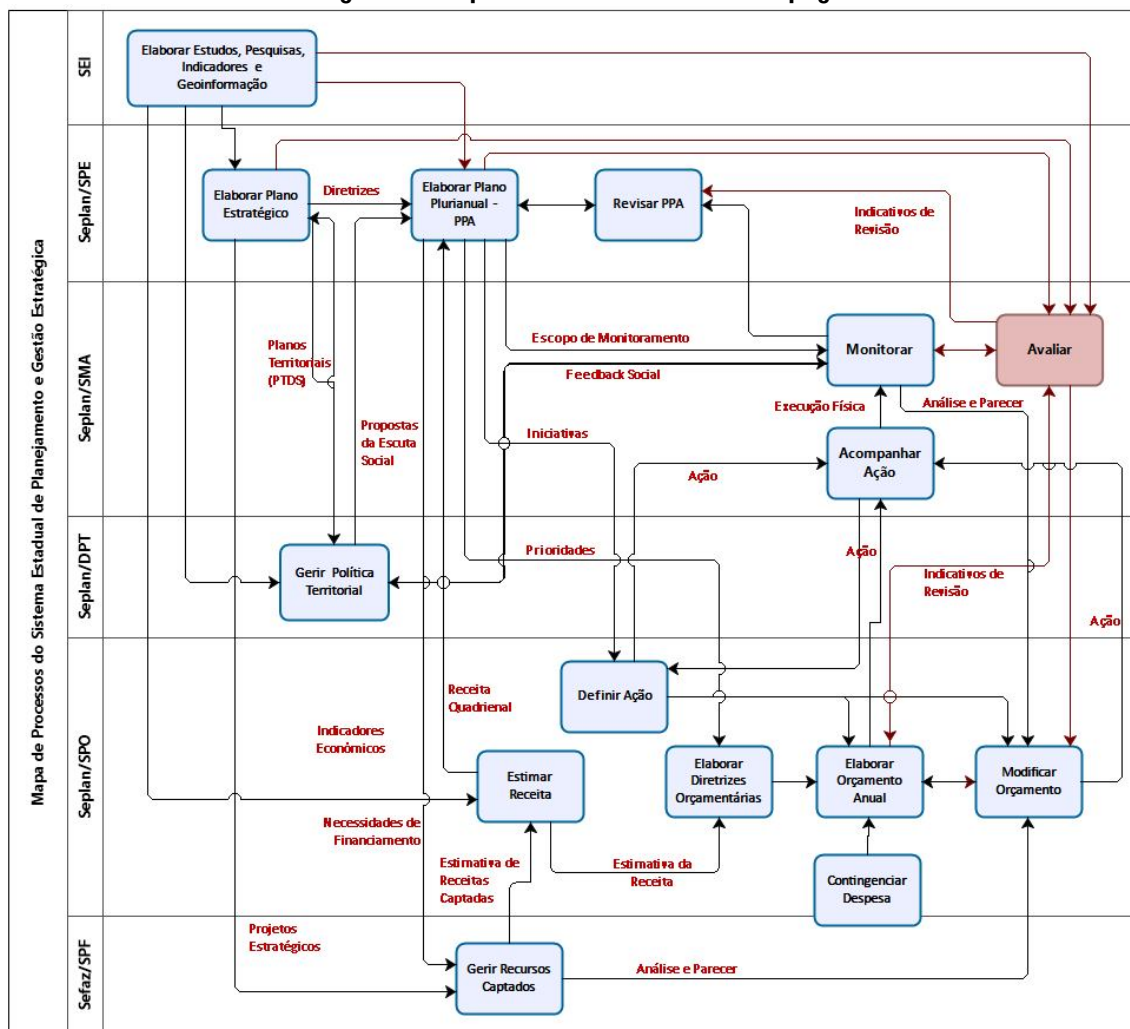 Mapa de Processos do Sistema Estadual de Planejamento e Gestão Estratégica
SEI
Elaborar Estudos, Pesquisas,
Indicadores e
Geoinformação
Seplan/SPE
Elaborar Plano
Estratégico
Diretrizes
Elaborar Plano
Plurianual -
PPA
Revisar PPA
Indicativos de
Revisão
Seplan/SMA
Planos
Territoriais
(PTDS)
Propostas
da Escuta
Social
Escopo de Monitoramento
Feedback Social
Monitorar
Avaliar
Execução Física
Análise e Parecer
Iniciativas
Ação
Acompanhar
Ação
Seplan/DPT
Gerir Política
Territorial
Prioridades
Ação
Indicativos de
Revisão
Ação
Seplan/SPO
Definir Ação
Receita
Quadrienal
Indicadores
Econômicos
Estimar
Receita
Elaborar
Diretrizes
Orçamentárias
Elaborar
Orçamento
Anual
Modificar
Orçamento
Necessidades de
Financiamento
Estimativa de
Receitas
Captadas
Estimativa da
Receita
Contingenciar
Despesa
Sefaz/SPF
Projetos
Estratégicos
Gerir Recursos
Captados
Análise e Parecer